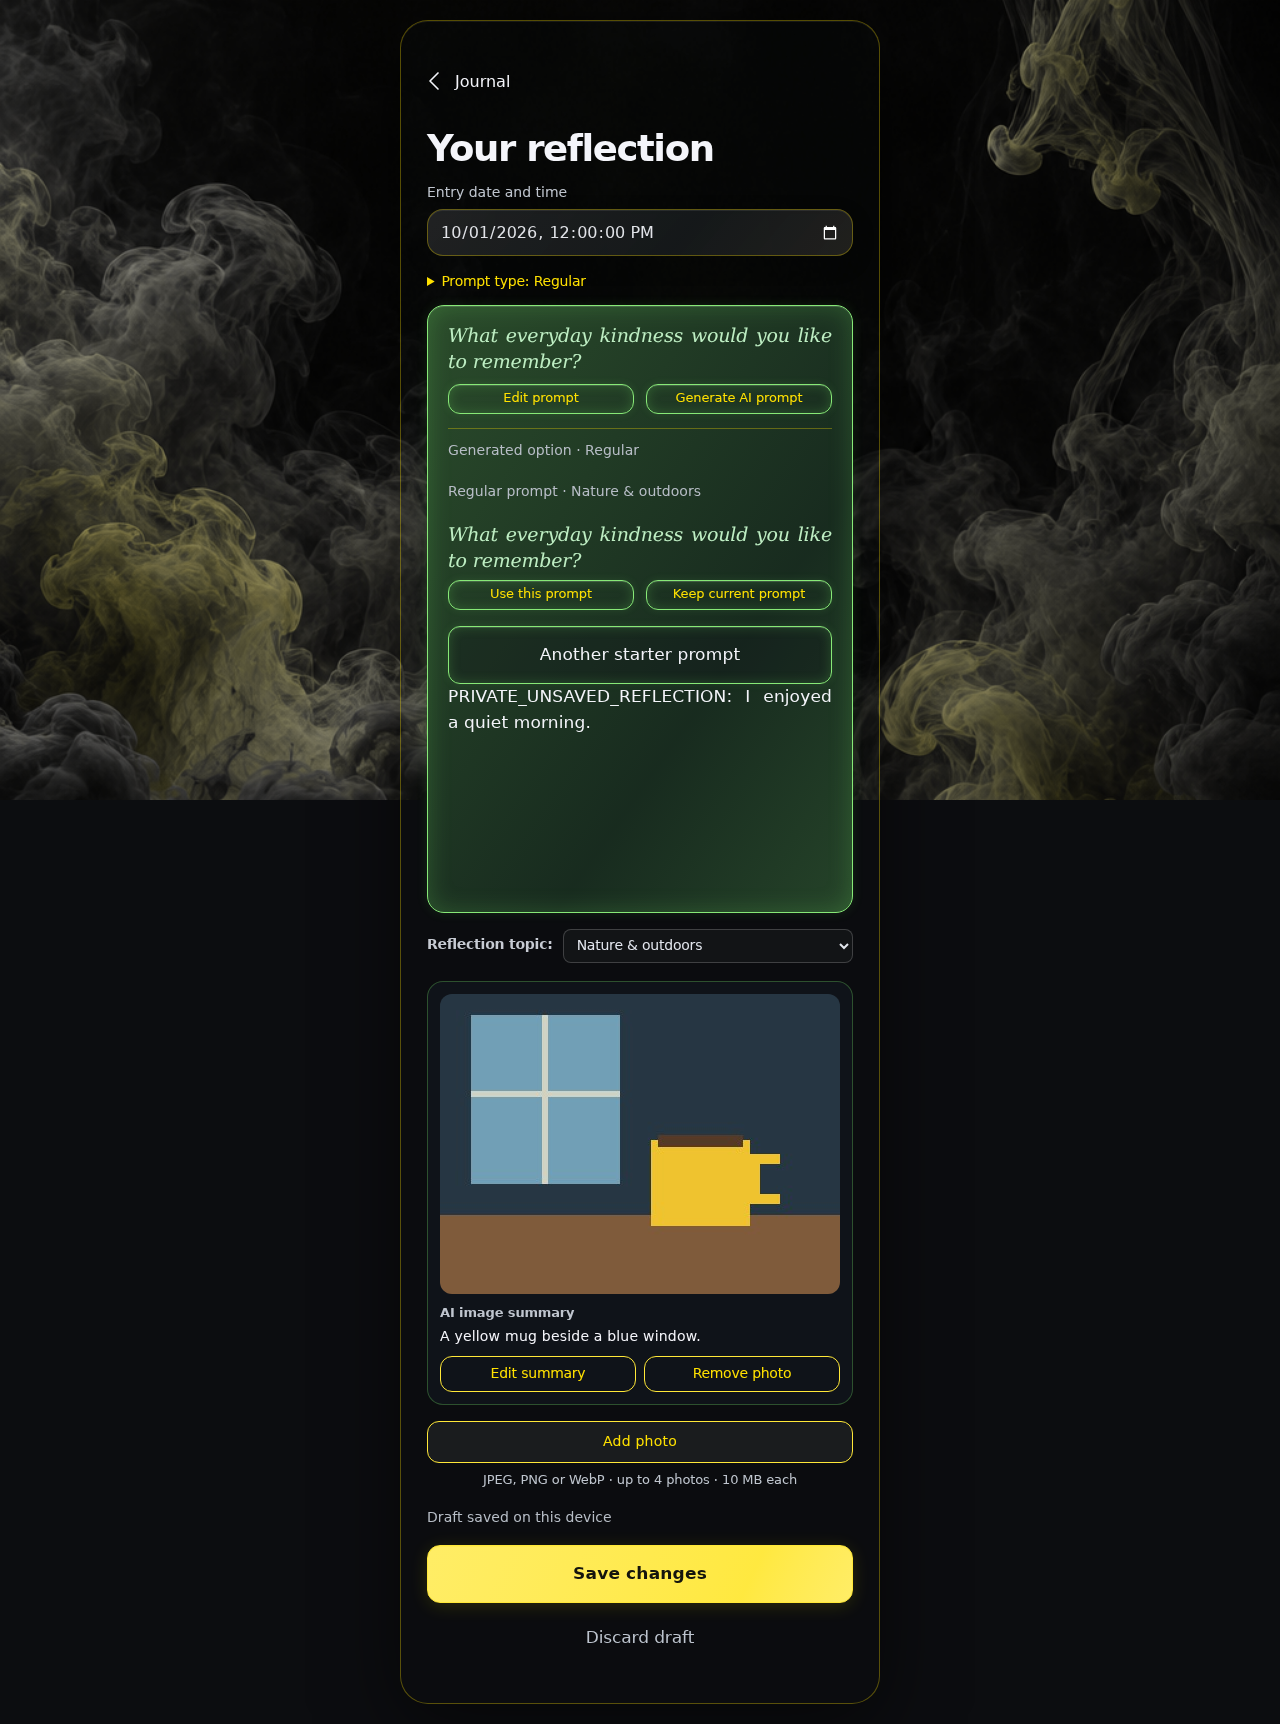 Journal
Your reflection
Entry date and time
10/01/2026, 12:00:00 PM
Prompt type: Regular
What everyday kindness would you like
to remember?
Edit prompt
Generate AI prompt
Generated option · Regular
Regular prompt · Nature & outdoors
What everyday kindness would you like
to remember?
Use this prompt
Keep current prompt
Another starter prompt
PRIVATE_UNSAVED_REFLECTION: I enjoyed
a quiet morning.
Reflection topic:
Nature & outdoors
AI image summary
A yellow mug beside a blue window.
Edit summary
Remove photo
Add photo
JPEG, PNG or WebP · up to 4 photos · 10 MB each
Draft saved on this device
Save changes
Discard draft